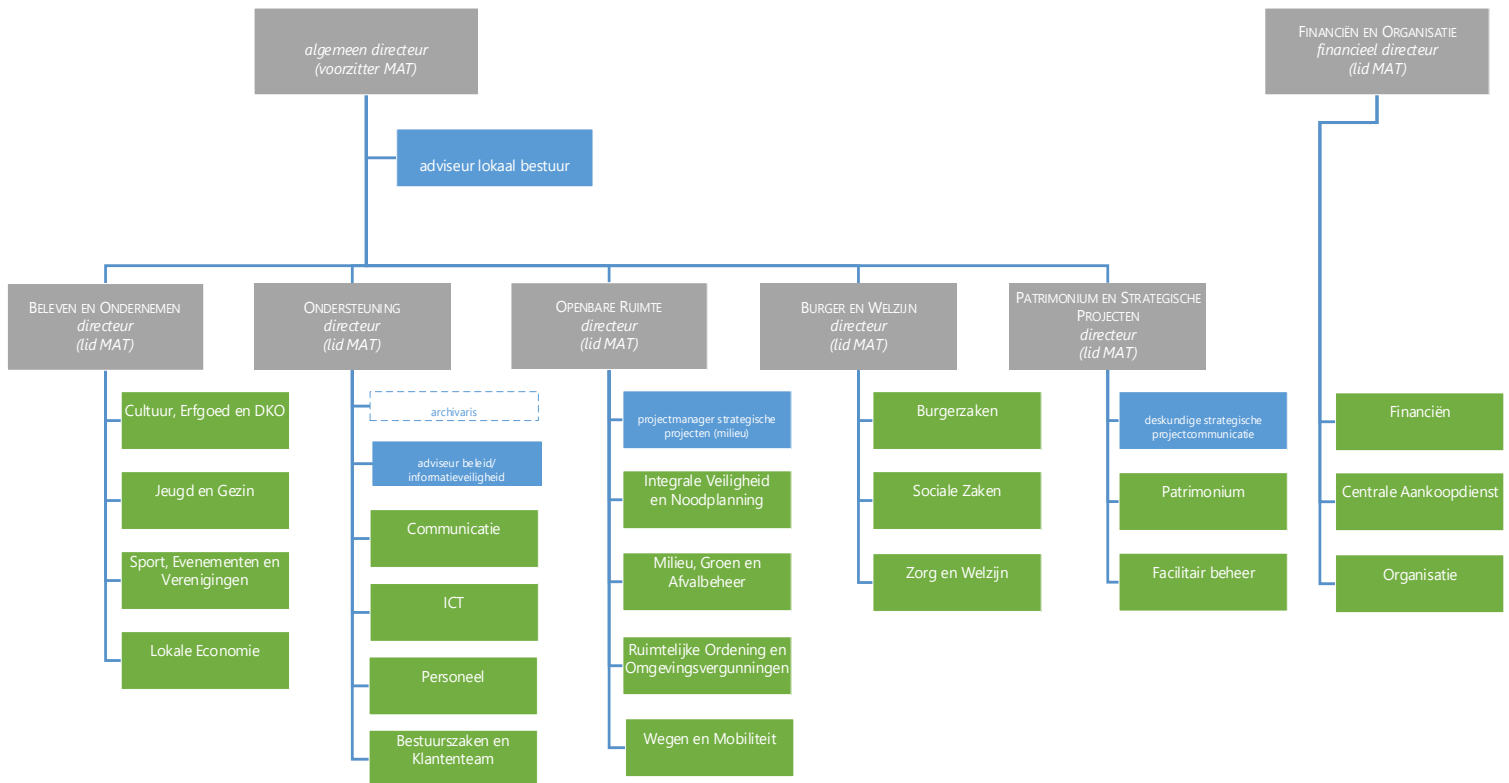 algemeen directeur
(voorzitter MAT)
FINANCIËN EN ORGANISATIE
financieel directeur
(lid MAT)
adviseur lokaal bestuur
BELEVEN EN ONDERNEMEN
directeur
(lid MAT)
ONDERSTEUNING
directeur
(lid MAT)
OPENBARE RUIMTE
directeur
(lid MAT)
BURGER EN WELZIJN
directeur
(lid MAT)
PATRIMONIUM EN STRATEGISCHE
PROJECTEN
directeur
(lid MAT)
Cultuur, Erfgoed en DKO
Jeugd en Gezin
Sport, Evenementen en
Verenigingen
Lokale Economie
archivaris
adviseur beleid/
informatieveiligheid
Communicatie
ICT
Personeel
Bestuurszaken en
Klantenteam
projectmanager strategische
projecten (milieu)
Integrale Veiligheid
en Noodplanning
Milieu, Groen en
Afvalbeheer
Ruimtelijke Ordening en
Omgevingsvergunningen
Wegen en Mobiliteit
Burgerzaken
Sociale Zaken
Zorg en Welzijn
deskundige strategische
projectcommunicatie
Patrimonium
Facilitair beheer
Financiën
Centrale Aankoopdienst
Organisatie